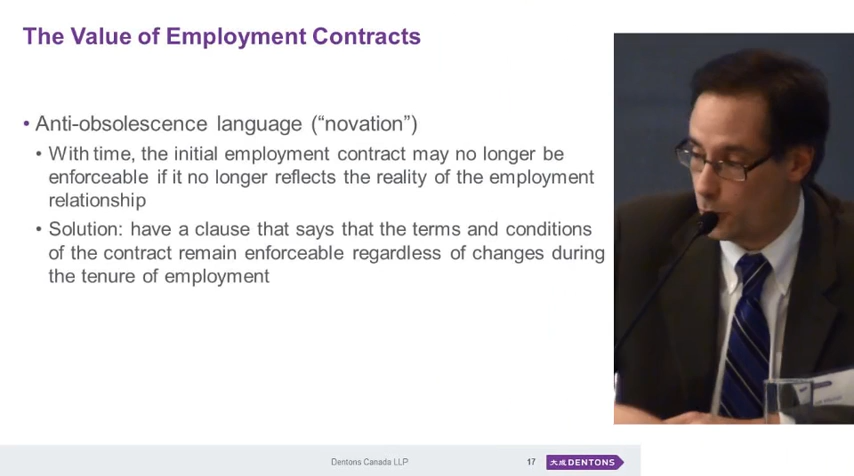 The Value of Employment Contracts
• Anti-obsolescence language (“novation”)
• With time, the initial employment contract may no longer be
enforceable if it no longer reflects the reality of the employment
relationship
• Solution: have a clause that says that the terms and conditions
of the contract remain enforceable regardless of changes during
the tenure of employment
Dentons Canada LLP
17
大成 DENTONS